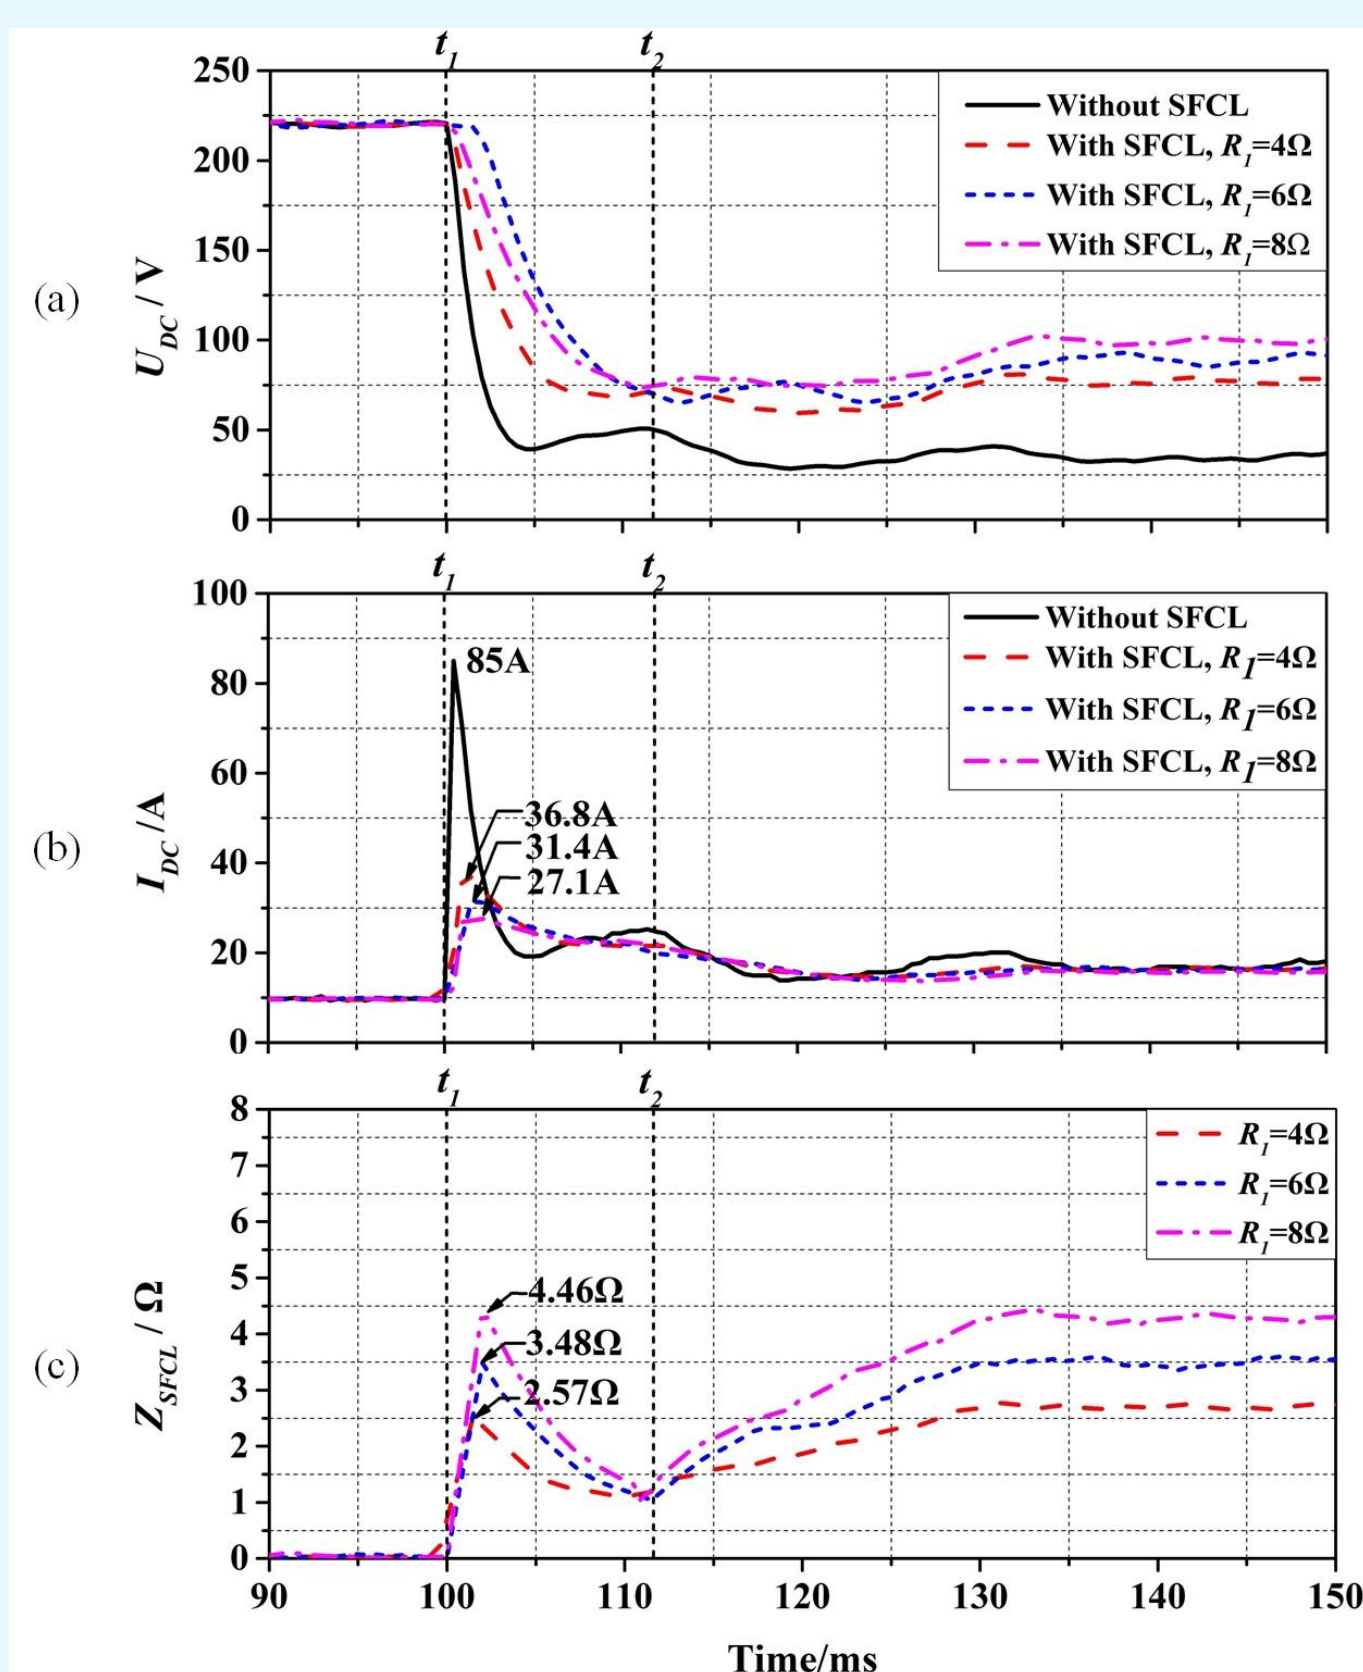 t1 t2
250
200
150
100
50
0
(a)
UDC / V
Without SFCL
With SFCL, R1=4Ω
With SFCL, R1=6Ω
With SFCL, R1=8Ω
t1 t2
100
80
60
40
20
0
(b)
IDC /A
85A
36.8A
31.4A
27.1A
Without SFCL
With SFCL, R1=4Ω
With SFCL, R1=6Ω
With SFCL, R1=8Ω
t1 t2
8
7
6
5
4
3
2
1
0
(c)
ZSFCL / Ω
4.46Ω
3.48Ω
2.57Ω
R1=4Ω
R1=6Ω
R1=8Ω
90 100 110 120 130 140 150
Time/ms